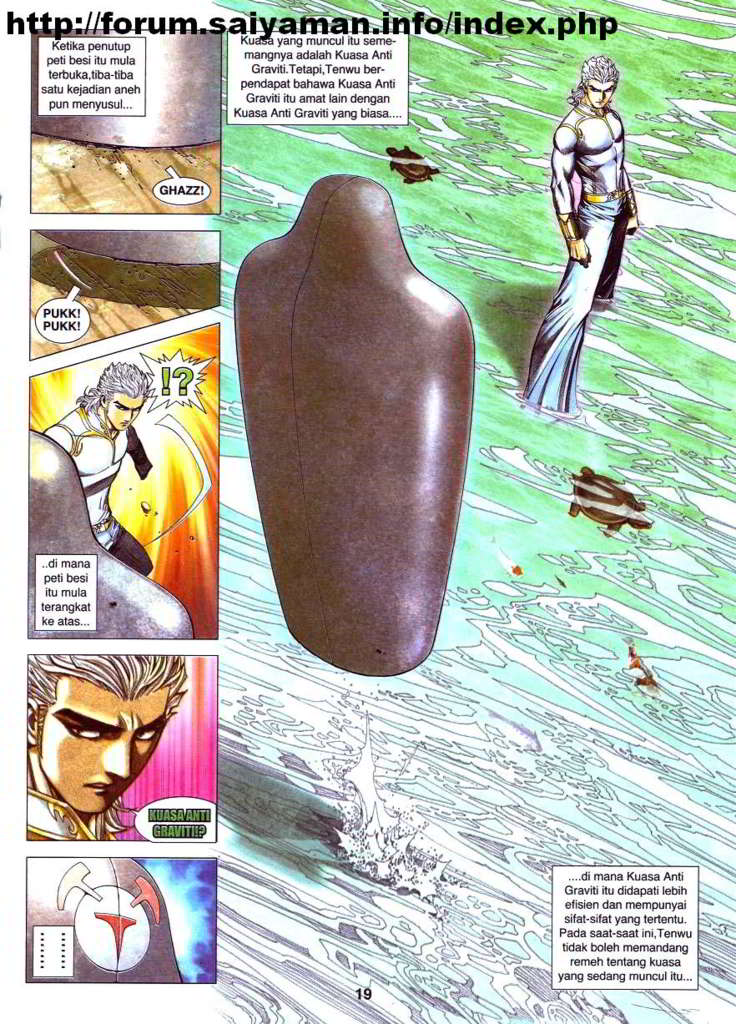 http://forum.saiyaman.info/index.php
Ketika penutup
peti besi itu mula
terbuka,tiba-tiba
satu kejadian aneh
pun menyusul...
GHAZZ!
Kuasa yang muncul itu seme-
mangnya adalah Kuasa Anti
Graviti.Tetapi,Tenwu ber-
pendapat bahawa Kuasa Anti
Graviti itu amat lain dengan
Kuasa Anti Graviti yang biasa....
PUKK!
PUKK!
!?
..di mana
peti besi
itu mula
terangkat
ke atas...
KUASA ANTI
GRAVITI!?
....di mana Kuasa Anti
Graviti itu didapati lebih
efisien dan mempunyai
sifat-sifat yang tertentu.
Pada saat-saat ini,Tenwu
tidak boleh memandang
remeh tentang kuasa
yang sedang muncul itu...
19